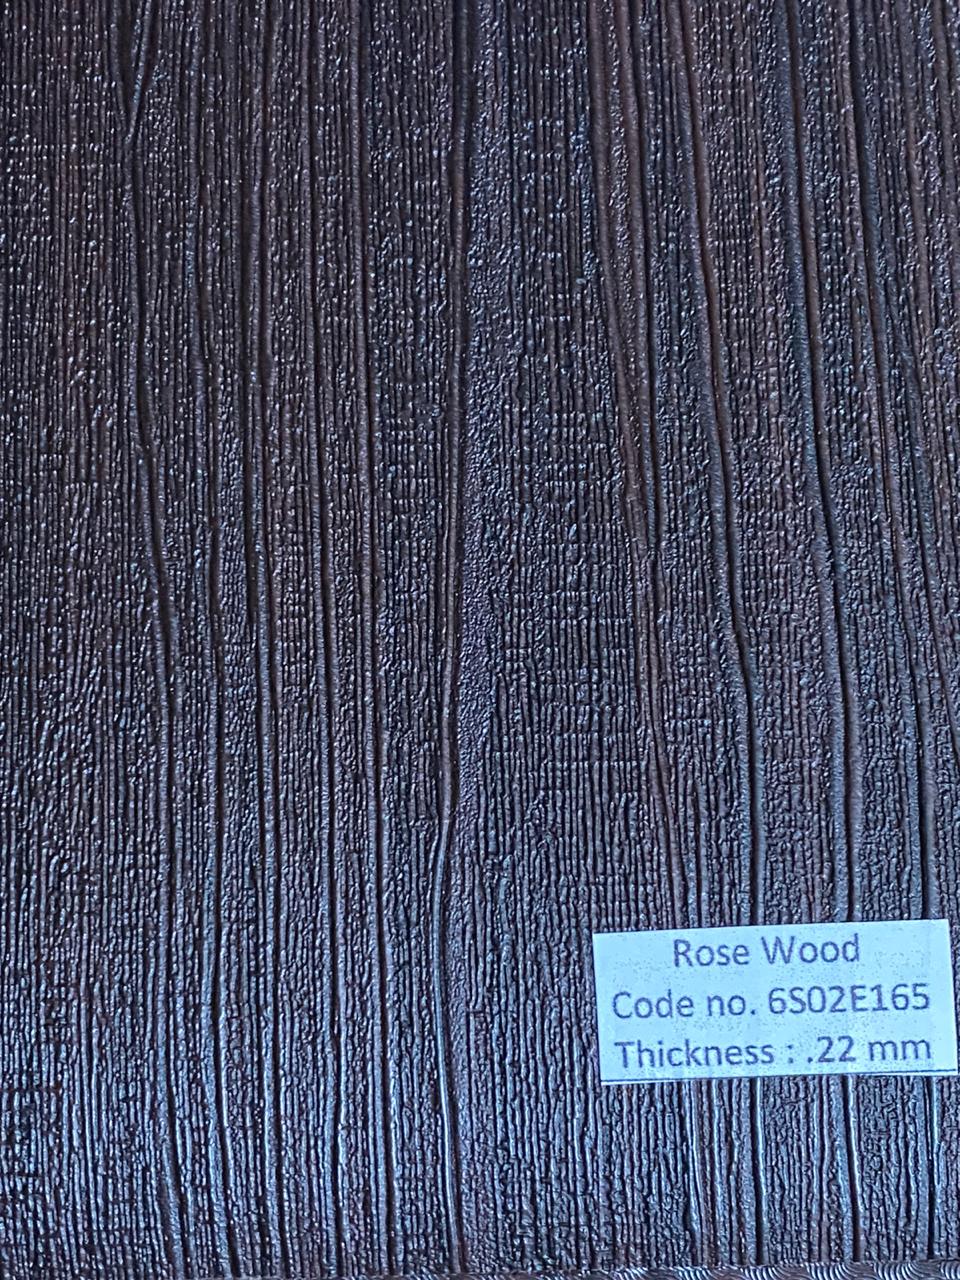 Rose Wood
Code no. 6S02E165
Thickness : .22 mm